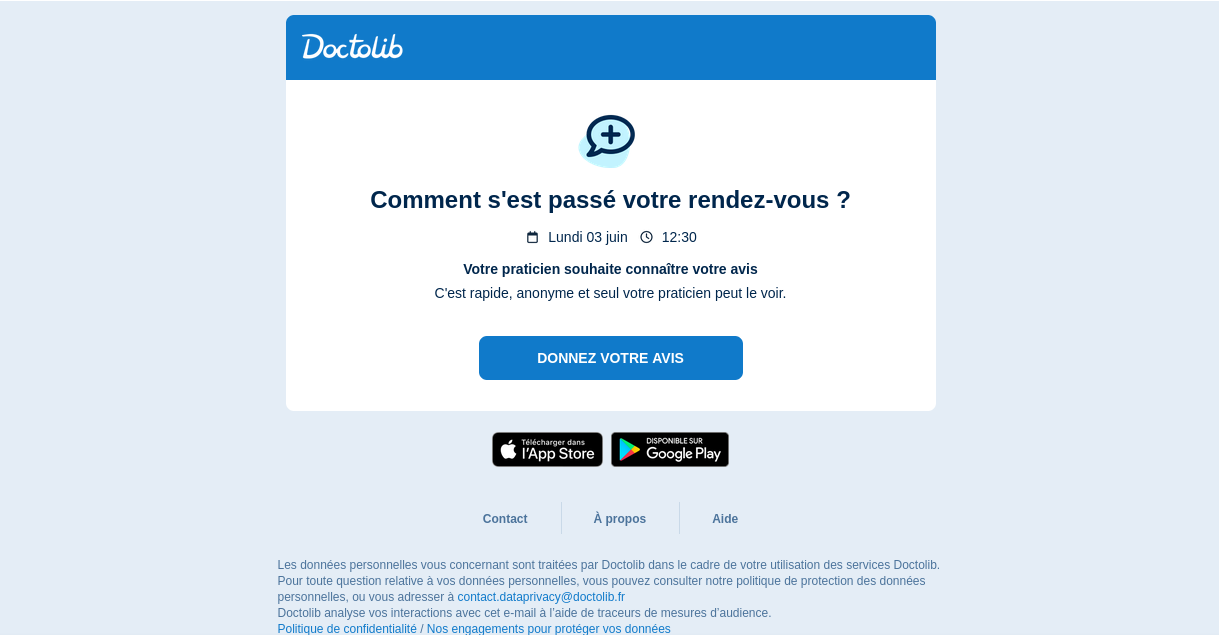 Doctolib
Comment s'est passé votre rendez-vous ?
Lundi 03 juin 12:30
Votre praticien souhaite connaître votre avis
C'est rapide, anonyme et seul votre praticien peut le voir.
DONNEZ VOTRE AVIS
Télécharger dans
l'App Store
DISPONIBLE SUR
Google Play
Contact
À propos
Aide
Les données personnelles vous concernant sont traitées par Doctolib dans le cadre de votre utilisation des services Doctolib.
Pour toute question relative à vos données personnelles, vous pouvez consulter notre politique de protection des données
personnelles, ou vous adresser à contact.dataprivacy@doctolib.fr
Doctolib analyse vos interactions avec cet e-mail à l’aide de traceurs de mesures d’audience.
Politique de confidentialité / Nos engagements pour protéger vos données